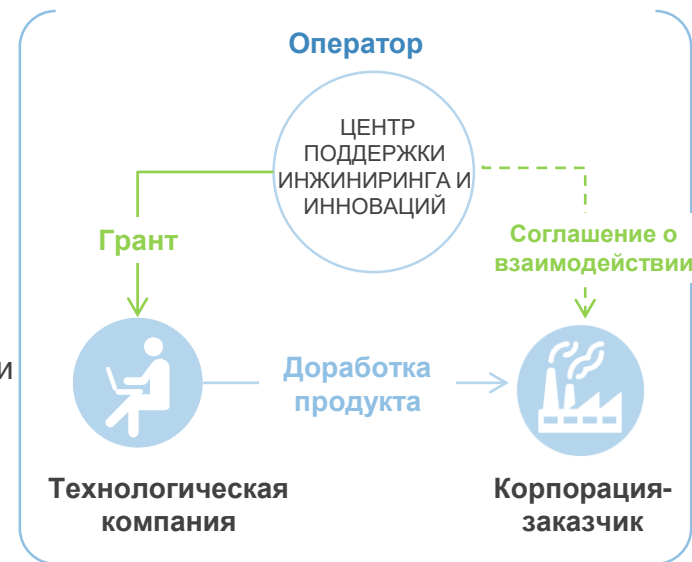 Оператор
ЦЕНТР
ПОДДЕРЖКИ
ИНЖИНИРИНГА И
ИННОВАЦИЙ
Грант
Соглашение о
взаимодействии
и
Доработка
продукта
Технологическая
компания
Корпорация-
заказчик